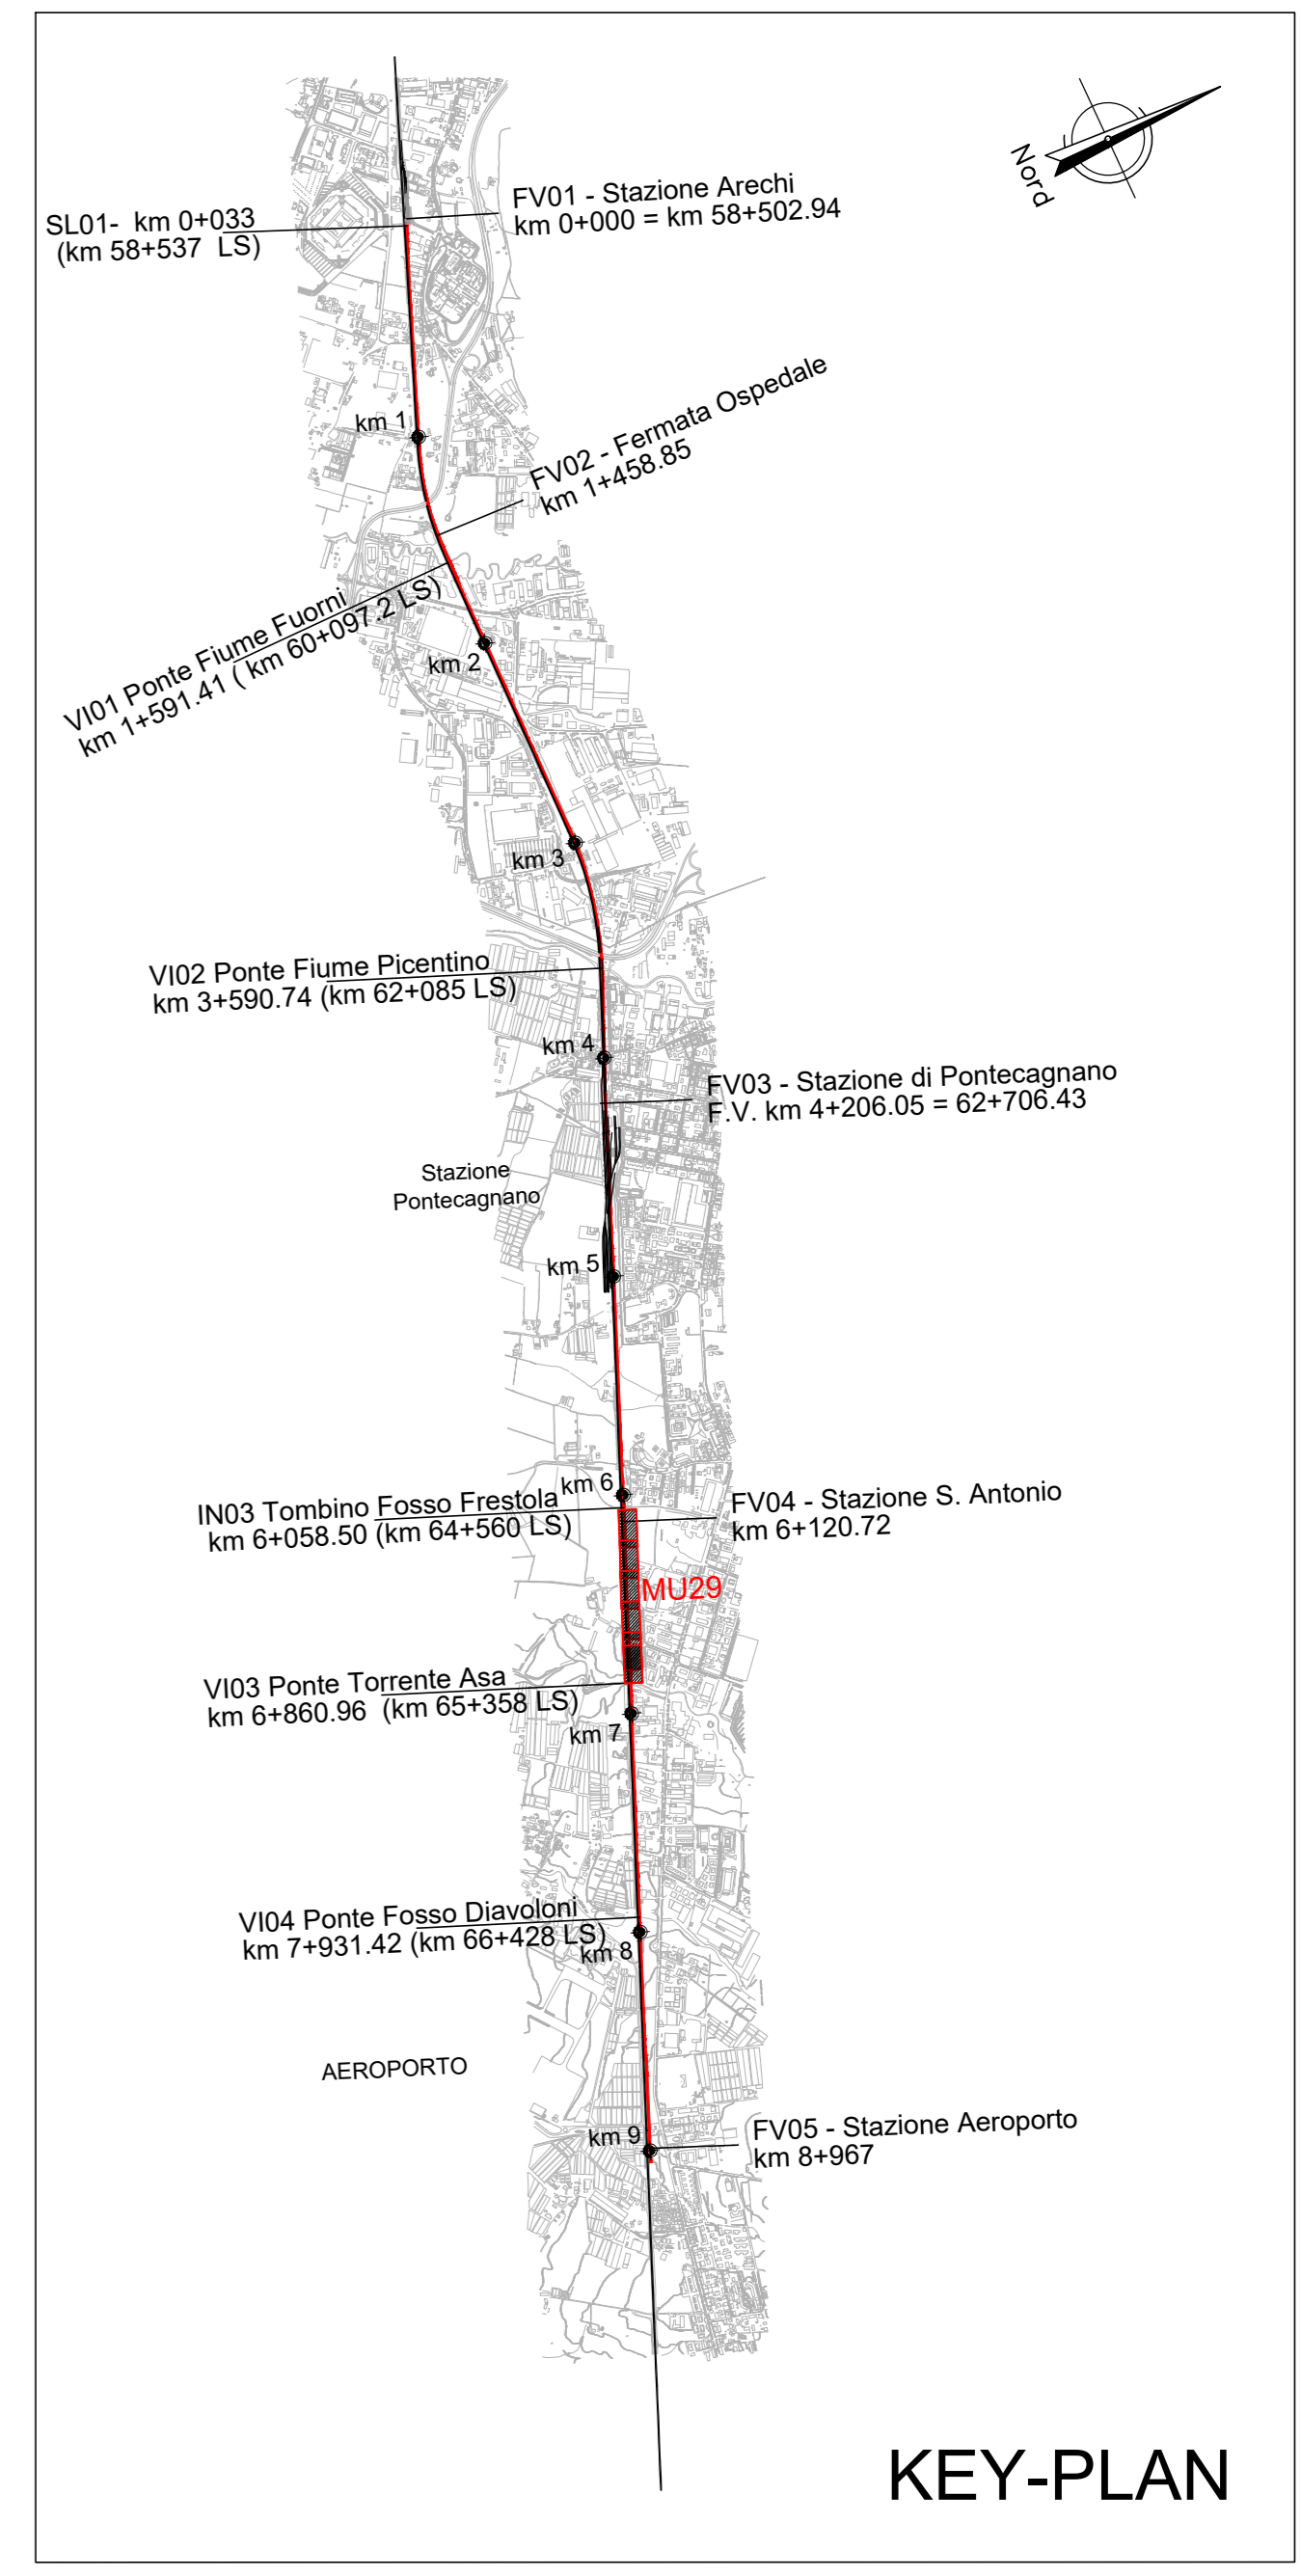 Nord
FV01 - Stazione Arechi
km 0+000 = km 58+502.94
SL01- km 0+033
(km 58+537 LS)
km 1
FV02 - Fermata Ospedale
km 1+458.85
VI01 Ponte Fiume Fuorni
km 1+591.41 ( km 60+097.2 LS)
km 2
km 3
VI02 Ponte Fiume Picentino
km 3+590.74 (km 62+085 LS)
km 4
FV03 - Stazione di Pontecagnano
F.V. km 4+206.05 = 62+706.43
Stazione
Pontecagnano
km 5
km 6
IN03 Tombino Fosso Frestola
km 6+058.50 (km 64+560 LS)
FV04 - Stazione S. Antonio
km 6+120.72
MU29
VI03 Ponte Torrente Asa
km 6+860.96 (km 65+358 LS)
km 7
VI04 Ponte Fosso Diavoloni
km 7+931.42 (km 66+428 LS)
km 8
AEROPORTO
km 9
FV05 - Stazione Aeroporto
km 8+967
KEY-PLAN